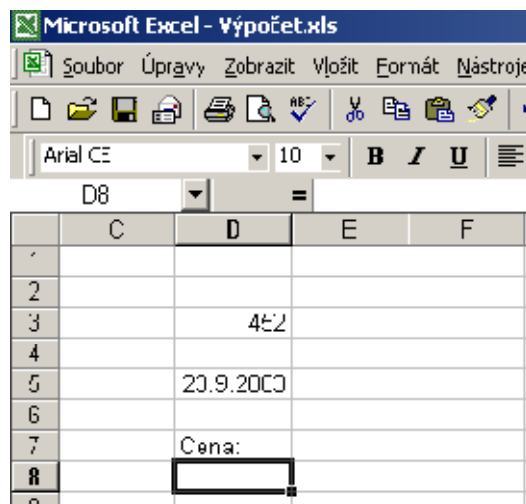 Microsoft Excel - Výpočet.xls
Soubor Úpravy Zobrazit Vložit Formát Nástroje
Arial CE 10 B I U
D8 =
C D E F
1
2
3 452
4
5 20.9.2000
6
7 Cena:
8